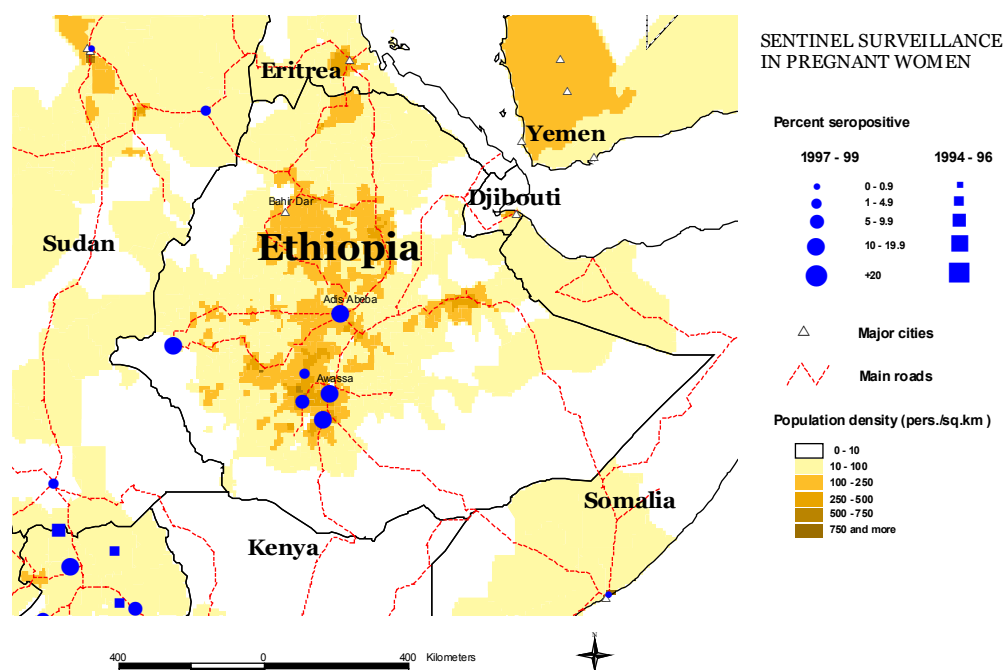 SENTINEL SURVEILLANCE
IN PREGNANT WOMEN
Percent seropositive
1997 - 99
1994 - 96
0 - 0.9
1 - 4.9
5 - 9.9
10 - 19.9
+20
Major cities
Main roads
Population density (pers./sq.km )
0 - 10
10 - 100
100 - 250
250 - 500
500 - 750
750 and more
Eritrea
Yemen
Bahir Dar
Djibouti
Sudan
Ethiopia
Adis Abeba
Awassa
Somalia
Kenya
400 0 400 Kilometers
N